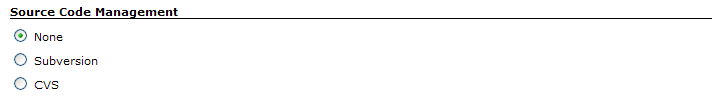 Source Code Management
None
Subversion
CVS